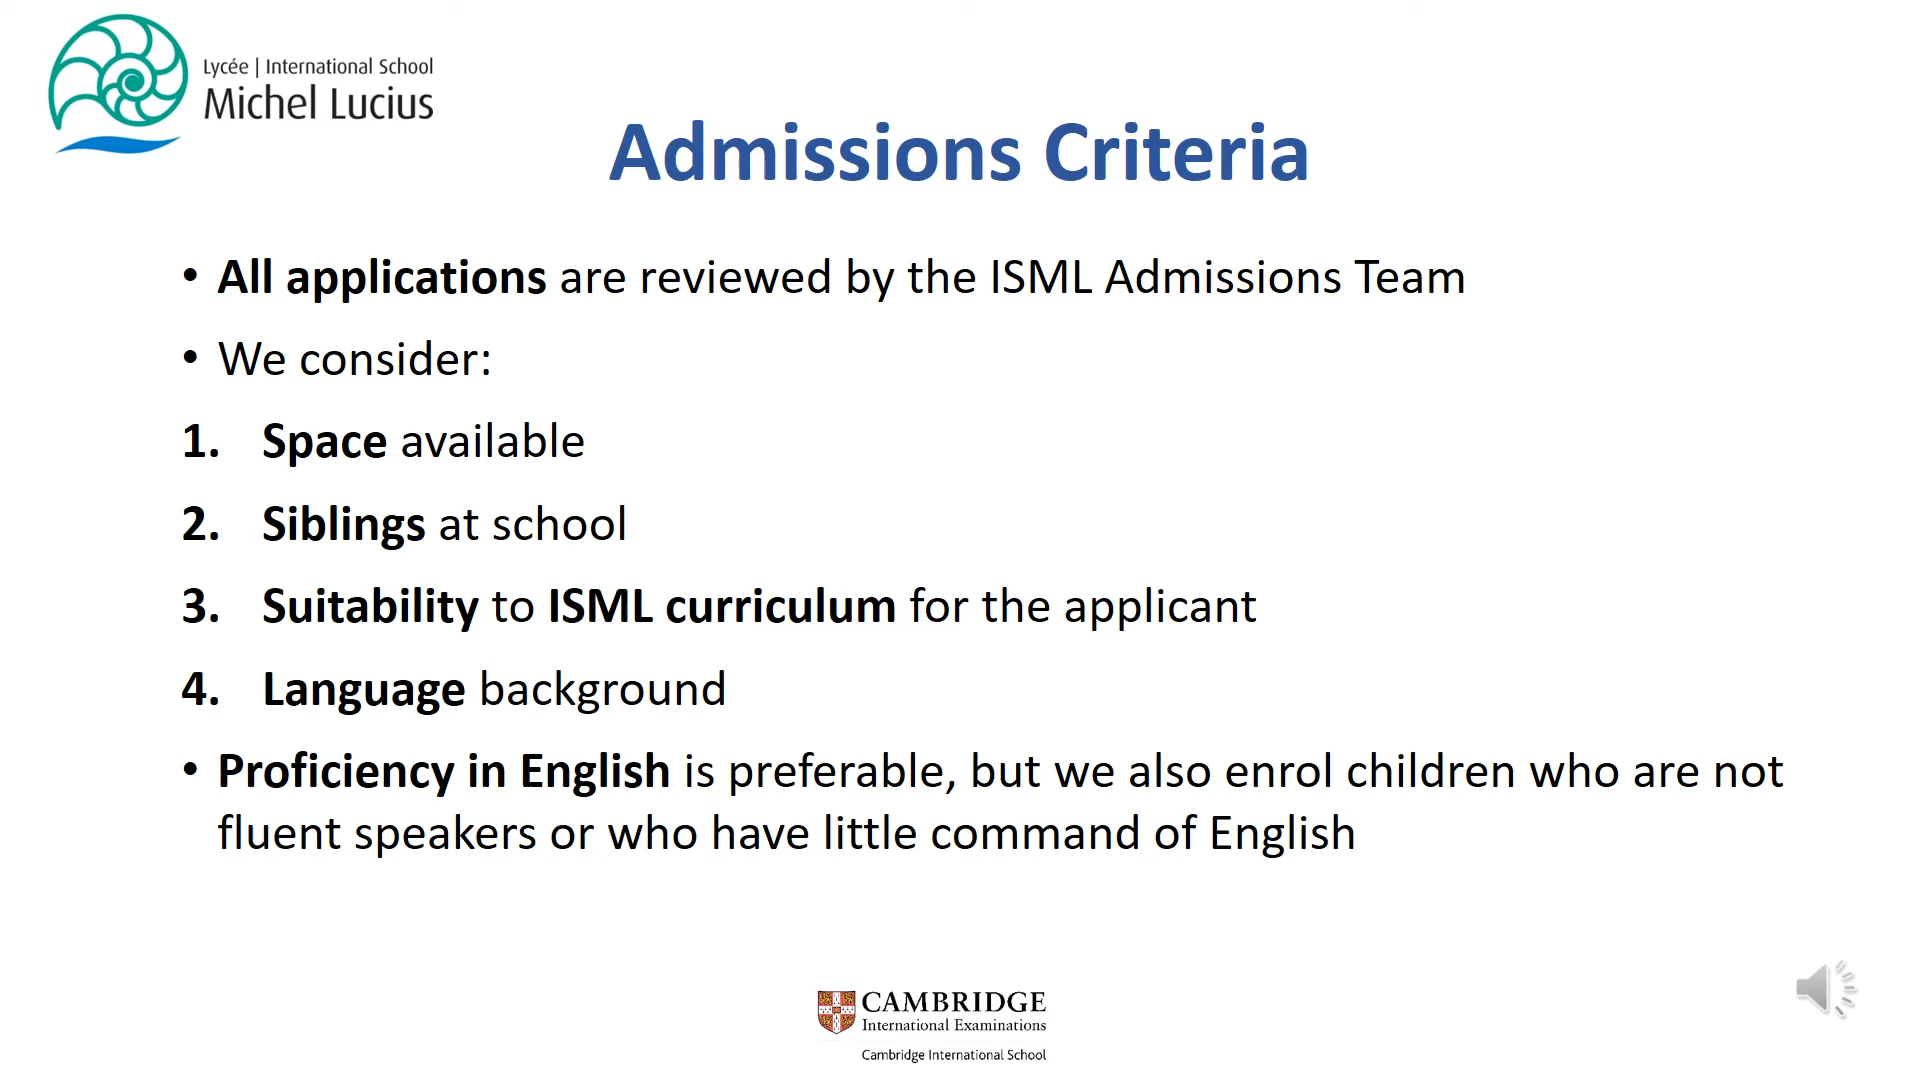 Lycée | International School
Michel Lucius
Admissions Criteria
• All applications are reviewed by the ISML Admissions Team
• We consider:
1. Space available
2. Siblings at school
3. Suitability to ISML curriculum for the applicant
4. Language background
• Proficiency in English is preferable, but we also enrol children who are not
fluent speakers or who have little command of English
CAMBRIDGE
International Examinations
Cambridge International School